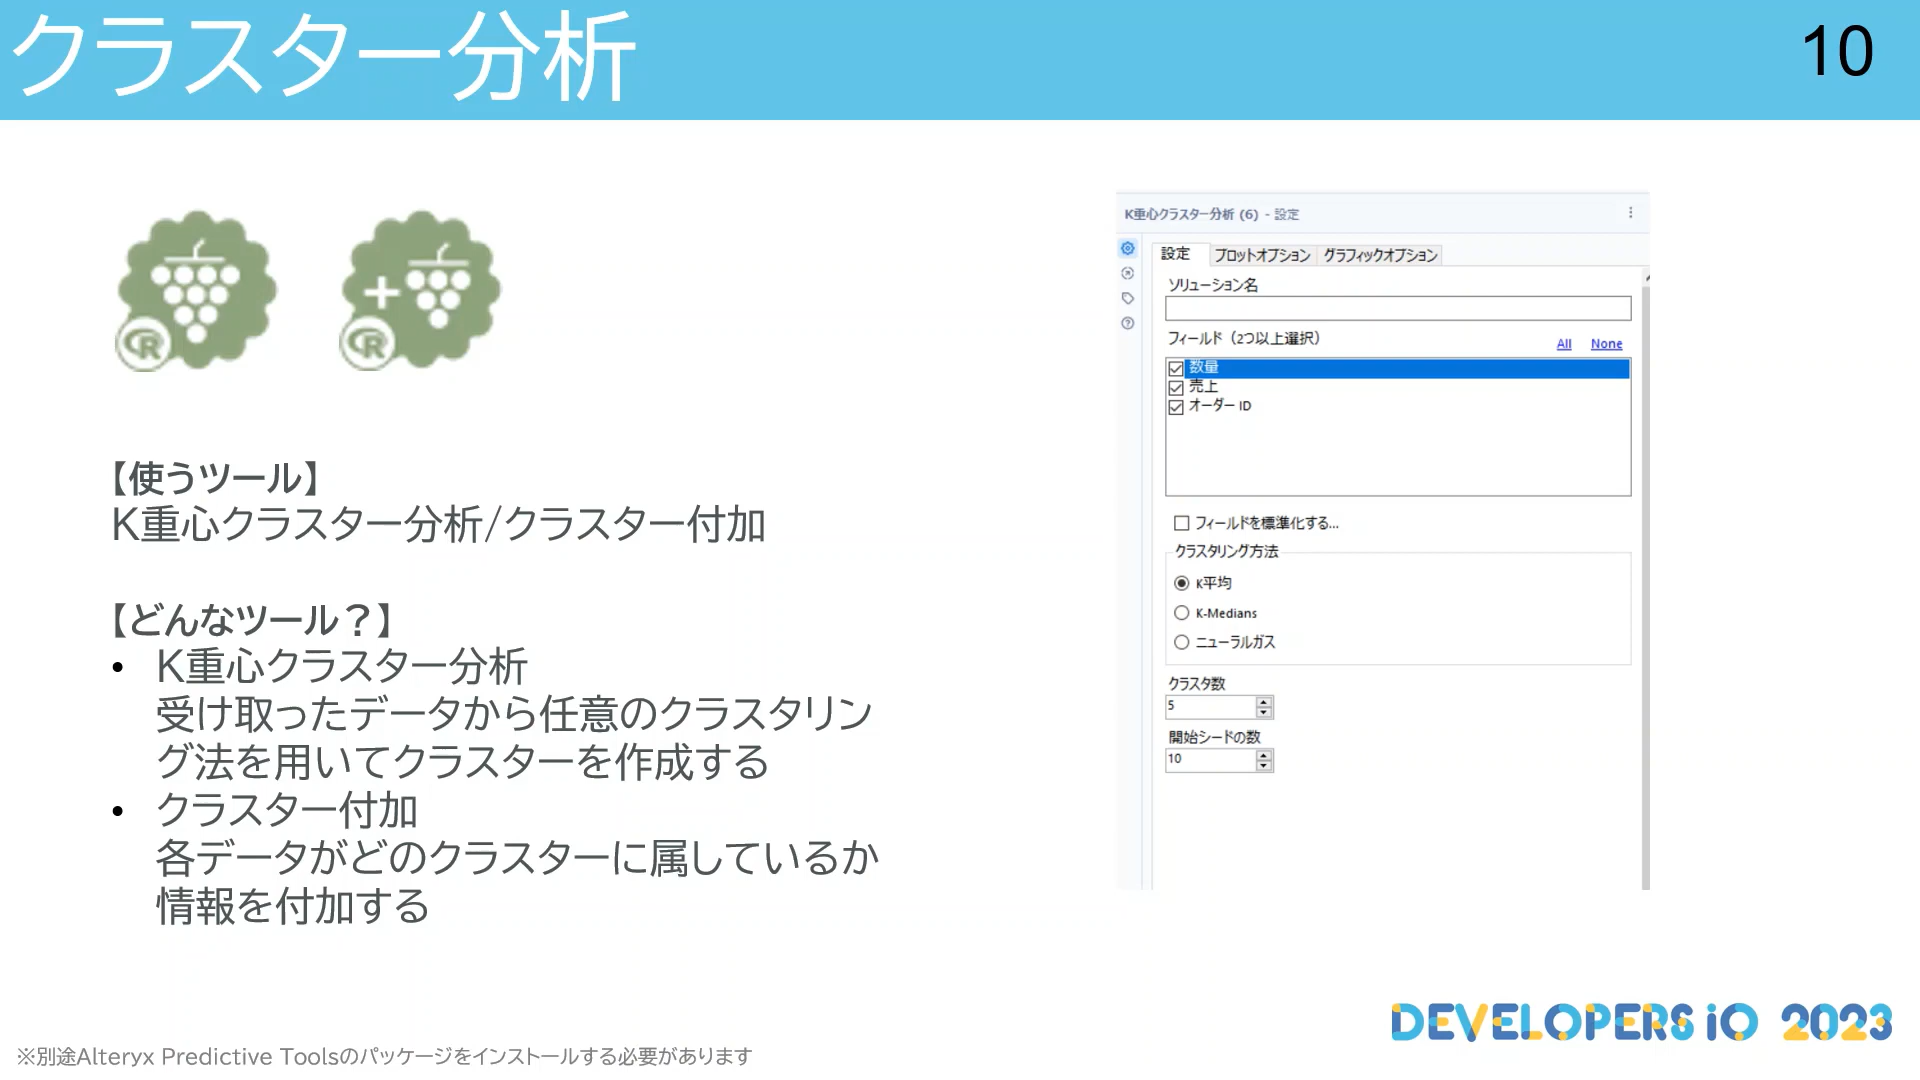 クラスター分析
10
【使うツール】
K重心クラスター分析/クラスター付加
【どんなツール？】
• K重心クラスター分析
受け取ったデータから任意のクラスタリン
グ法を用いてクラスターを作成する
• クラスター付加
各データがどのクラスターに属しているか
情報を付加する
K重心クラスター分析 (6) - 設定
設定 プロットオプション グラフィックオプション
ソリューション名
フィールド（2つ以上選択）
All None
数量
売上
オーダー ID
フィールドを標準化する...
クラスタリング方法
K平均
K-Medians
ニューラルガス
クラスタ数
5
開始シードの数
10
DEVELOPERS iO 2023
※別途Alteryx Predictive Toolsのパッケージをインストールする必要があります